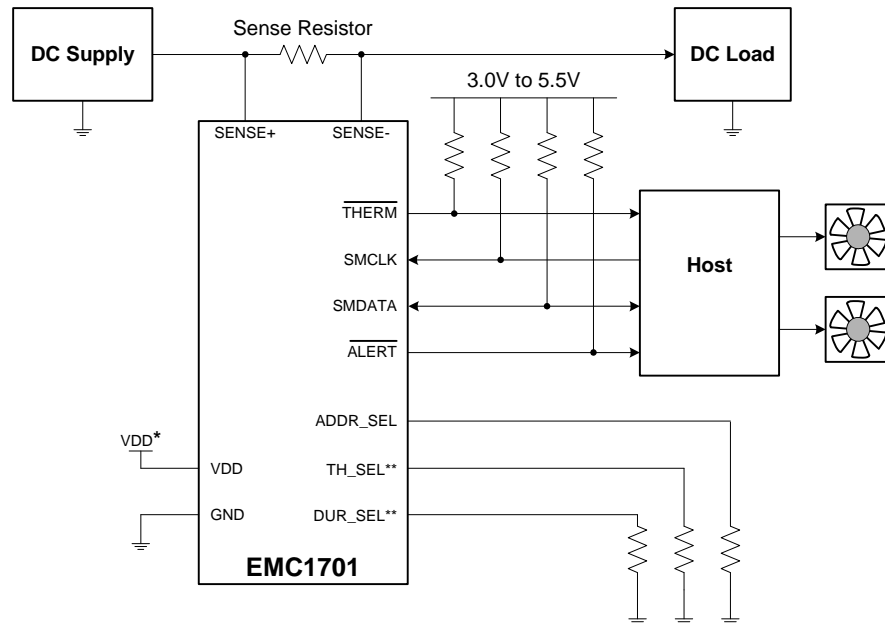 Sense Resistor
DC Supply
DC Load
3.0V to 5.5V
SENSE+
SENSE-
THERM
SMCLK
Host
SMDATA
ALERT
ADDR_SEL
VDD*
VDD
TH_SEL**
GND
DUR_SEL**
EMC1701